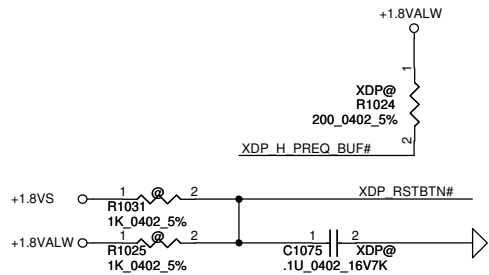 +1.8VALW
1
XDP@
R1024
200_0402_5%
2
XDP_H_PREQ_BUF#
+1.8VS 1 @ 2 XDP_RSTBTN#
R1031
1K_0402_5%
+1.8VALW 1 @ 2 1 2
R1025 C1075 XDP@
1K_0402_5% .1U_0402_16V7K